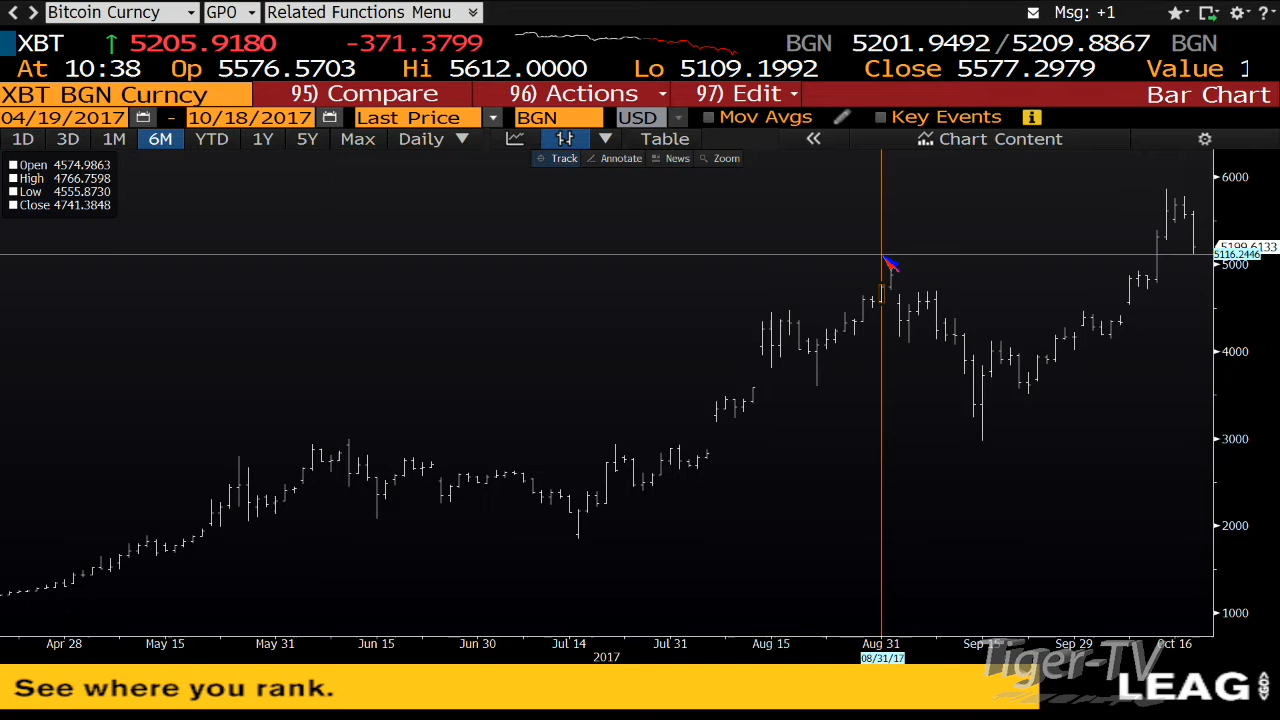 Bitcoin Curncy GPO Related Functions Menu Msg: +1
XBT ↑ 5205.9180 -371.3799 BGN 5201.9492/5209.8867 BGN
At 10:38 Op 5576.5703 Hi 5612.0000 Lo 5109.1992 Close 5577.2979 Value 1
XBT BGN Curncy 95) Compare 96) Actions 97) Edit Bar Chart
04/19/2017 - 10/18/2017 Last Price BGN USD Mov Avgs Key Events
1D 3D 1M 6M YTD 1Y 5Y Max Daily Table Chart Content
Track Annotate News Zoom
Open 4574.9863
High 4766.7598
Low 4555.8730
Close 4741.3848
6000
5199.6133
5116.2446
5000
4000
3000
2000
1000
Apr 28 May 15 May 31 Jun 15 Jun 30 Jul 14 Jul 31 Aug 15 Aug 31 Sep 15 Sep 29 Oct 16
2017 08/31/17
Tiger-TV
See where you rank. LEAG